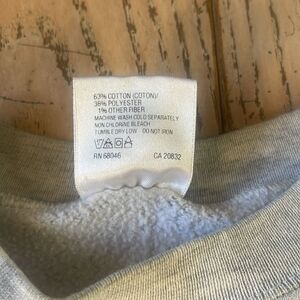 63% COTTON (COTON)/
36% POLYESTER
1% OTHER FIBER
MACHINE WASH COLD SEPARATELY
NON CHLORINE BLEACH
TUMBLE DRY LOW DO NOT IRON
RN 68046 CA 20832